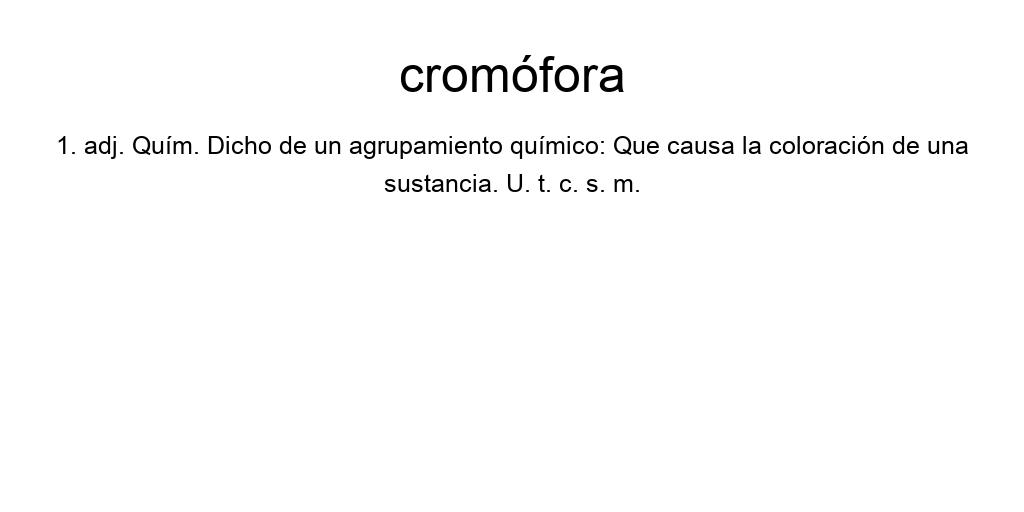 cromófora
1. adj. Quím. Dicho de un agrupamiento químico: Que causa la coloración de una
sustancia. U. t. c. s. m.